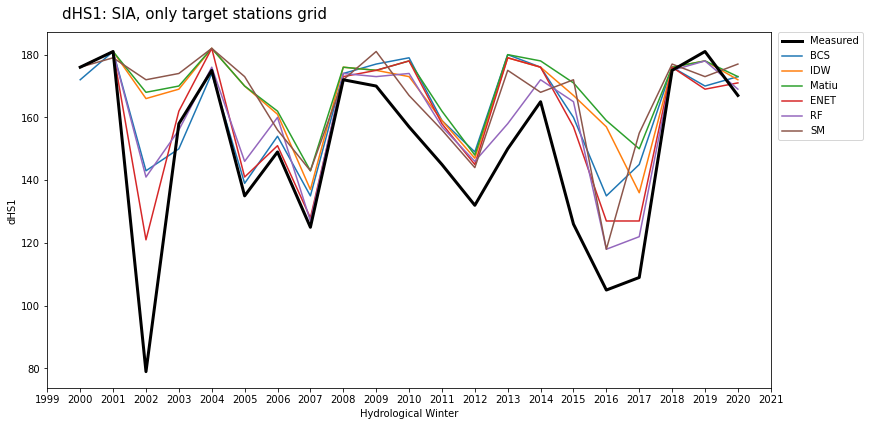 dHS1: SIA, only target stations grid
Measured
BCS
IDW
Matiu
ENET
RF
SM
180
160
140
120
100
80
dHS1
1999 2000 2001 2002 2003 2004 2005 2006 2007 2008 2009 2010 2011 2012 2013 2014 2015 2016 2017 2018 2019 2020 2021
Hydrological Winter